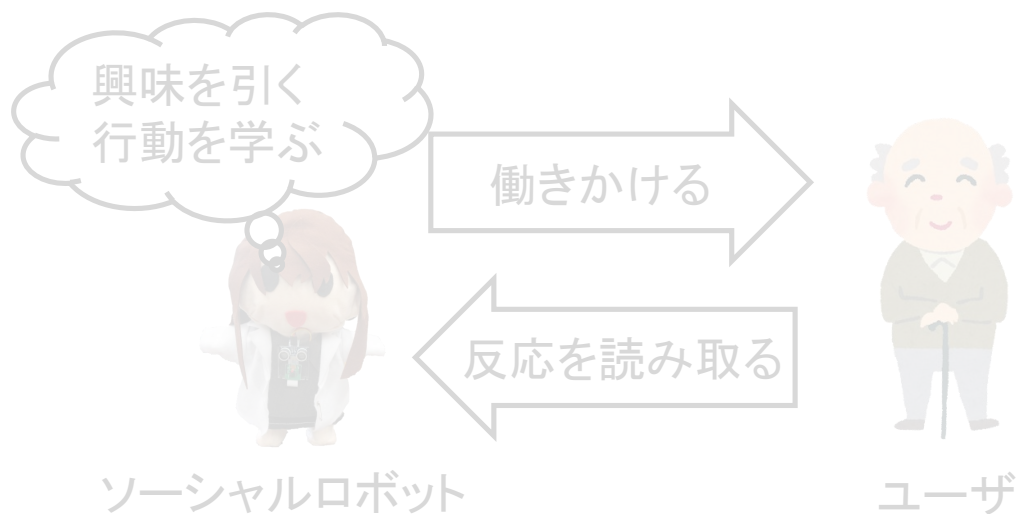 興味を引く
行動を学ぶ
働きかける
反応を読み取る
ソーシャルロボット
ユーザ